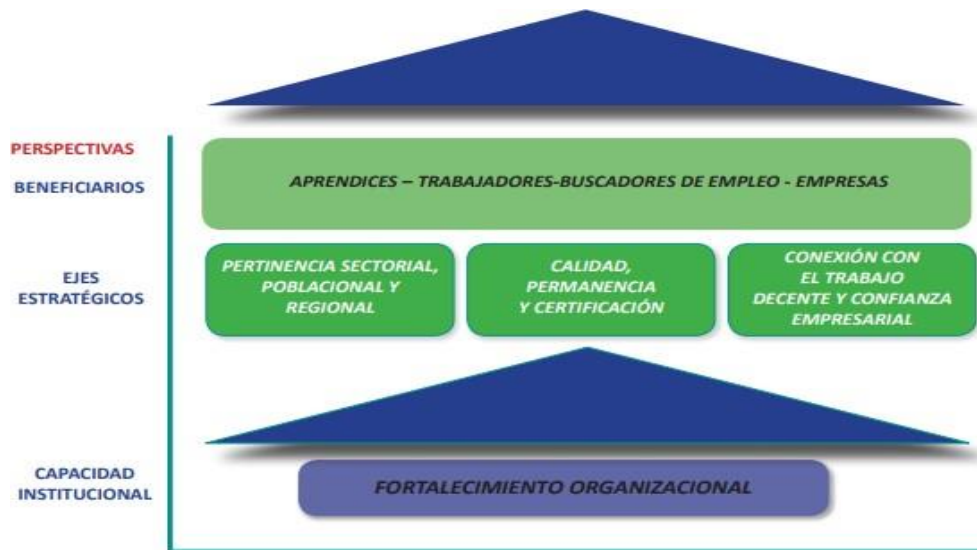 PERSPECTIVAS
BENEFICIARIOS
APRENDICES – TRABAJADORES-BUSCADORES DE EMPLEO - EMPRESAS
EJES
ESTRATÉGICOS
PERTINENCIA SECTORIAL,
POBLACIONAL Y
REGIONAL
CALIDAD,
PERMANENCIA
Y CERTIFICACIÓN
CONEXIÓN CON
EL TRABAJO
DECENTE Y CONFIANZA
EMPRESARIAL
CAPACIDAD
INSTITUCIONAL
FORTALECIMIENTO ORGANIZACIONAL